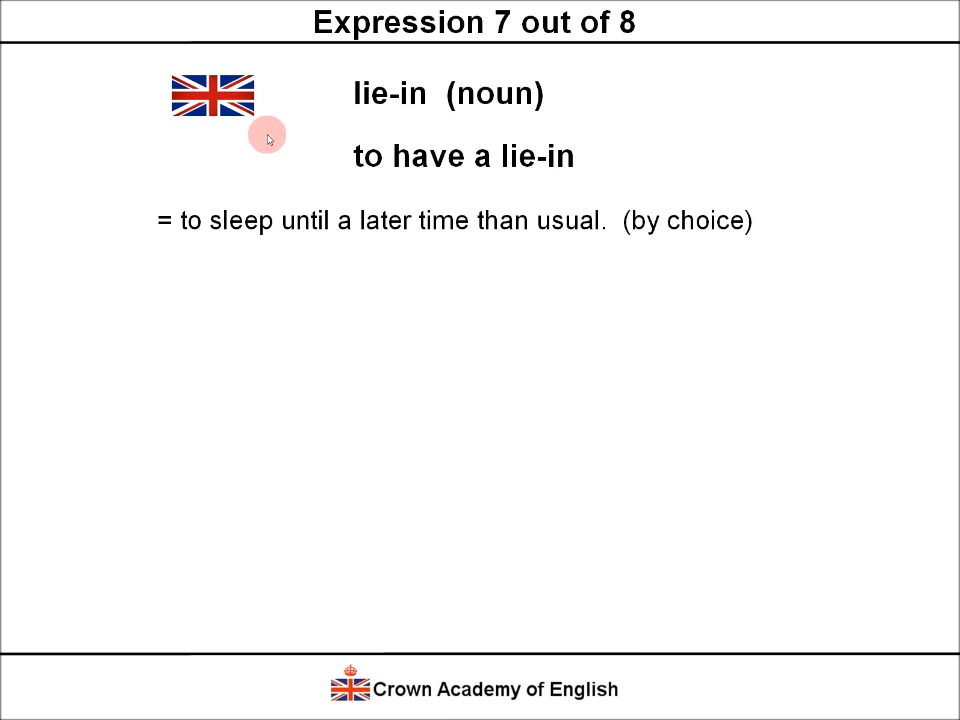 Expression 7 out of 8
lie-in (noun)
to have a lie-in
= to sleep until a later time than usual. (by choice)
Crown Academy of English